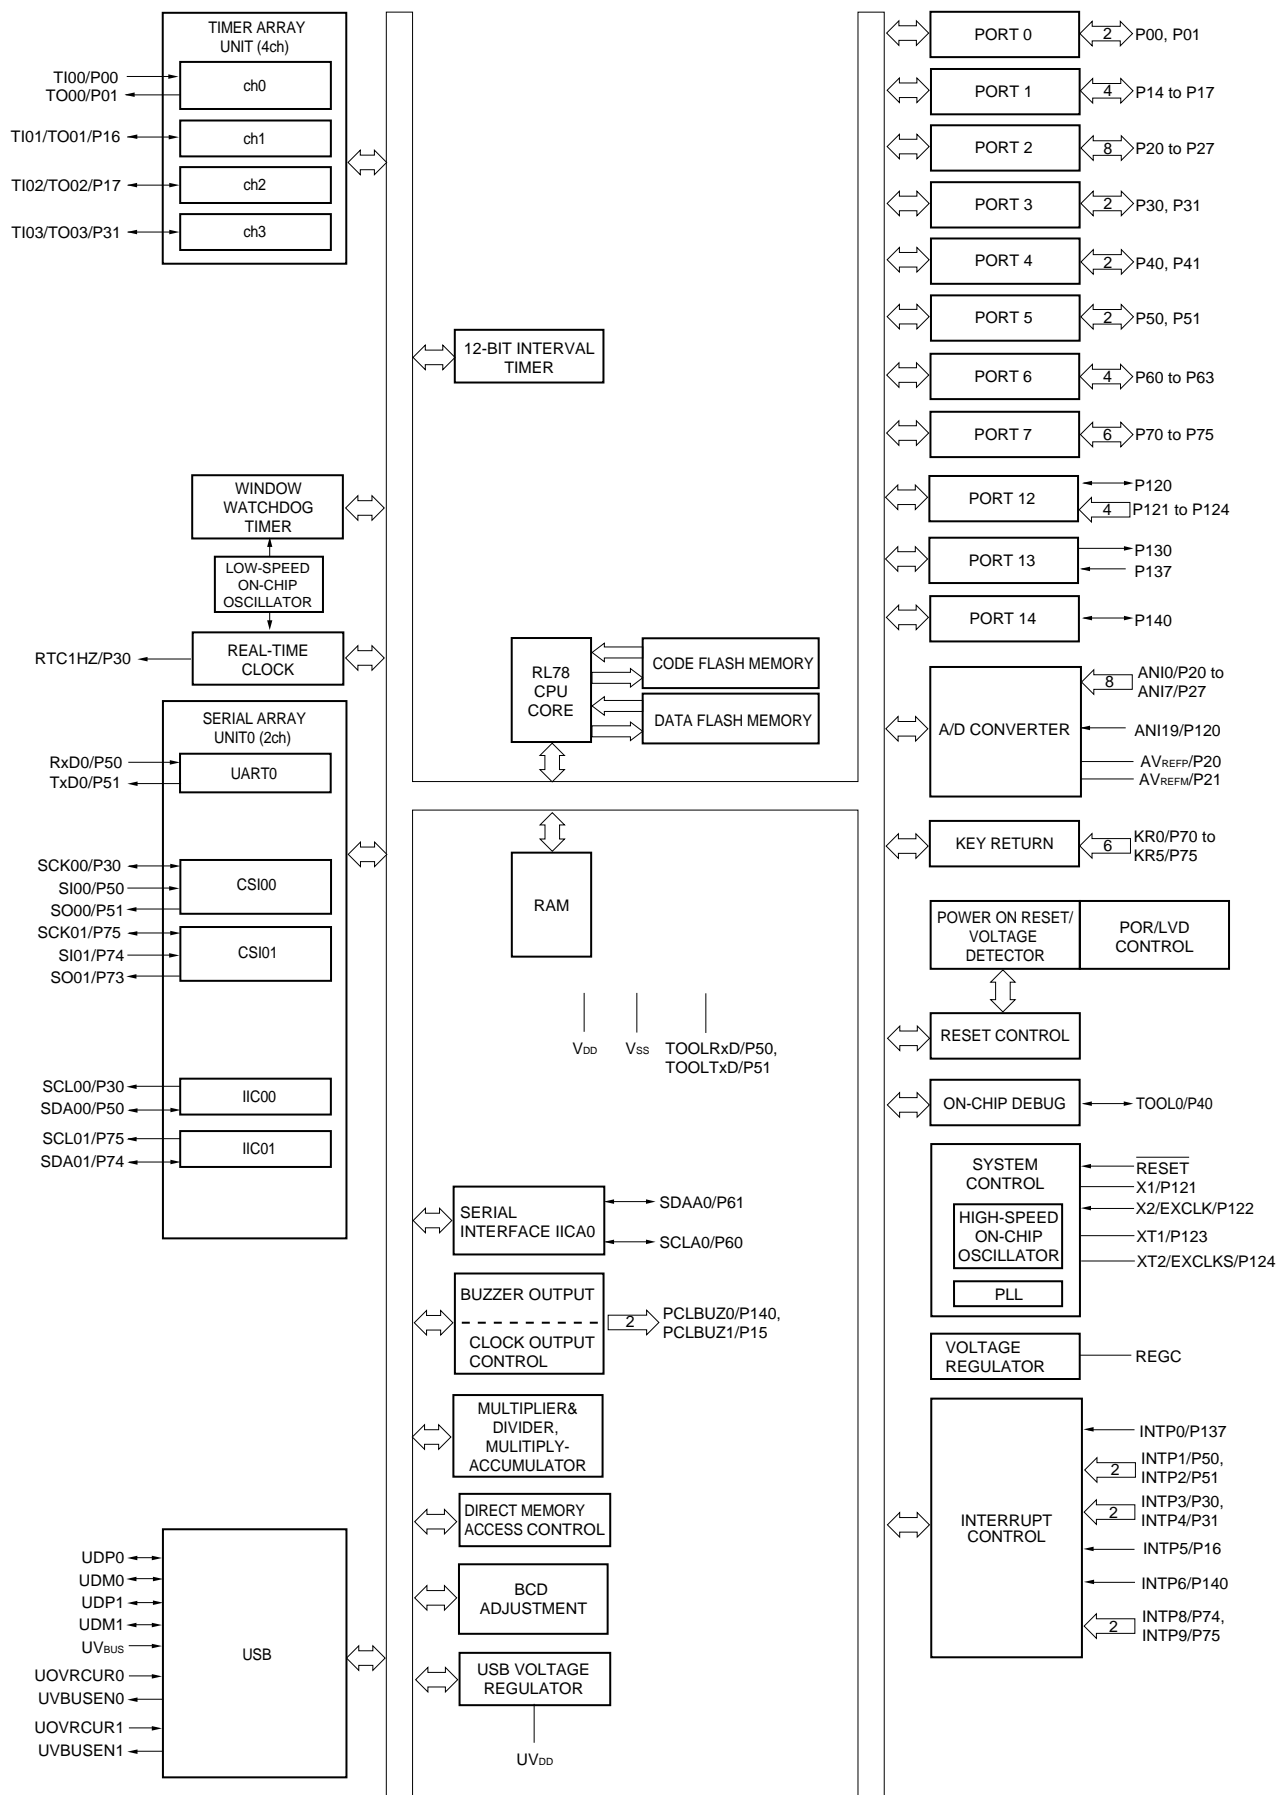 TIMER ARRAY
UNIT (4ch)
TI00/P00
TO00/P01
ch0
TI01/TO01/P16
ch1
TI02/TO02/P17
ch2
TI03/TO03/P31
ch3
12-BIT INTERVAL
TIMER
WINDOW
WATCHDOG
TIMER
LOW-SPEED
ON-CHIP
OSCILLATOR
RTC1HZ/P30
REAL-TIME
CLOCK
SERIAL ARRAY
UNIT0 (2ch)
RxD0/P50
TxD0/P51
UART0
SCK00/P30
SI00/P50
SO00/P51
CSI00
SCK01/P75
SI01/P74
SO01/P73
CSI01
SCL00/P30
SDA00/P50
IIC00
SCL01/P75
SDA01/P74
IIC01
UDP0
UDM0
UDP1
UDM1
UVBUS
UOVRCUR0
UVBUSEN0
UOVRCUR1
UVBUSEN1
USB
RL78
CPU
CORE
CODE FLASH MEMORY
DATA FLASH MEMORY
RAM
VDD
VSS
TOOLRxD/P50,
TOOLTxD/P51
SERIAL
INTERFACE IICA0
SDAA0/P61
SCLA0/P60
BUZZER OUTPUT
CLOCK OUTPUT
CONTROL
2
PCLBUZ0/P140,
PCLBUZ1/P15
MULTIPLIER&
DIVIDER,
MULITIPLY-
ACCUMULATOR
DIRECT MEMORY
ACCESS CONTROL
BCD
ADJUSTMENT
USB VOLTAGE
REGULATOR
UVDD
PORT 0
2
P00, P01
PORT 1
4
P14 to P17
PORT 2
8
P20 to P27
PORT 3
2
P30, P31
PORT 4
2
P40, P41
PORT 5
2
P50, P51
PORT 6
4
P60 to P63
PORT 7
6
P70 to P75
PORT 12
P120
4
P121 to P124
PORT 13
P130
P137
PORT 14
P140
A/D CONVERTER
8
ANI0/P20 to
ANI7/P27
ANI19/P120
AVREFP/P20
AVREFM/P21
KEY RETURN
6
KR0/P70 to
KR5/P75
POWER ON RESET/
VOLTAGE
DETECTOR
POR/LVD
CONTROL
RESET CONTROL
ON-CHIP DEBUG
TOOL0/P40
SYSTEM
CONTROL
HIGH-SPEED
ON-CHIP
OSCILLATOR
PLL
RESET
X1/P121
X2/EXCLK/P122
XT1/P123
XT2/EXCLKS/P124
VOLTAGE
REGULATOR
REGC
INTERRUPT
CONTROL
INTP0/P137
2
INTP1/P50,
INTP2/P51
2
INTP3/P30,
INTP4/P31
INTP5/P16
INTP6/P140
2
INTP8/P74,
INTP9/P75